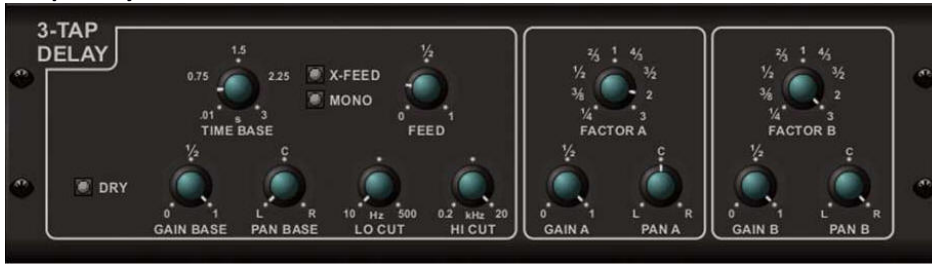 3-TAP
DELAY
1.5
0.75 2.25
.01 s 3
TIME BASE
X-FEED
MONO
½
0 1
FEED
DRY
½
0 1
GAIN BASE
C
L R
PAN BASE
10 Hz 500
LO CUT
0.2 kHz 20
HI CUT
⅔ 1 4/3
½ 3/2
⅜ 2
¼ 3
FACTOR A
½
0 1
GAIN A
C
L R
PAN A
⅔ 1 4/3
½ 3/2
⅜ 2
¼ 3
FACTOR B
½
0 1
GAIN B
C
L R
PAN B